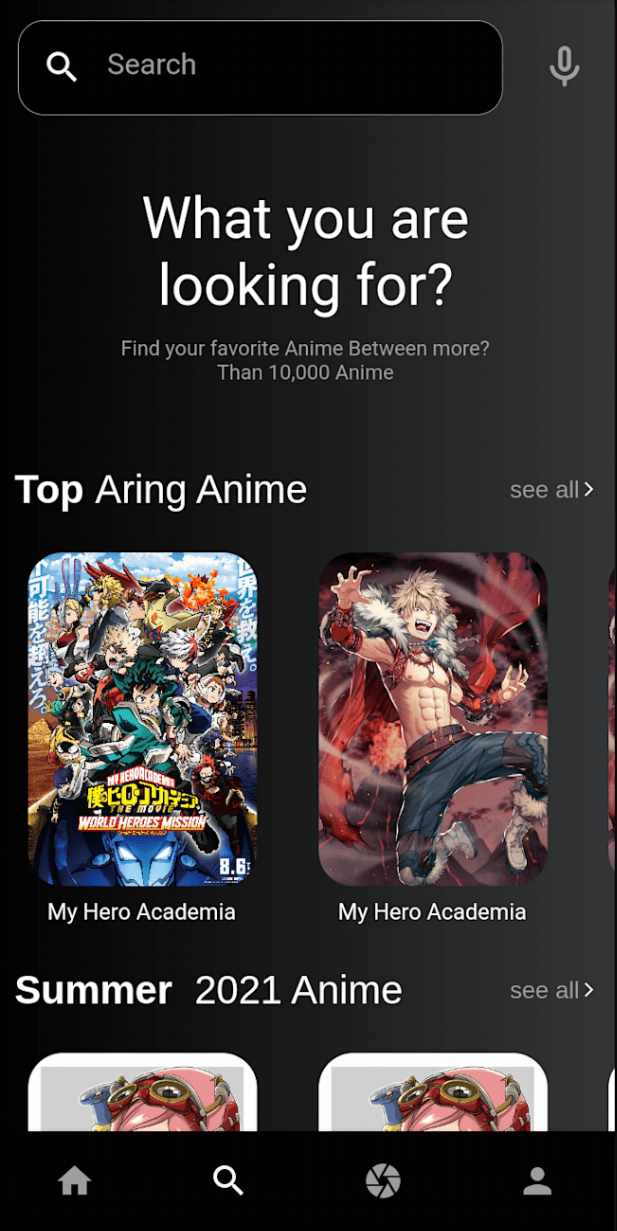 Search
What you are
looking for?
Find your favorite Anime Between more?
Than 10,000 Anime
Top Aring Anime
see all
可能を超えろ。
世界を救え。
MY HERO ACADEMIA
僕のヒーローアカデミア
THE MOVIE
WORLD HEROES' MISSION
8.6
My Hero Academia
My Hero Academia
Summer 2021 Anime
see all